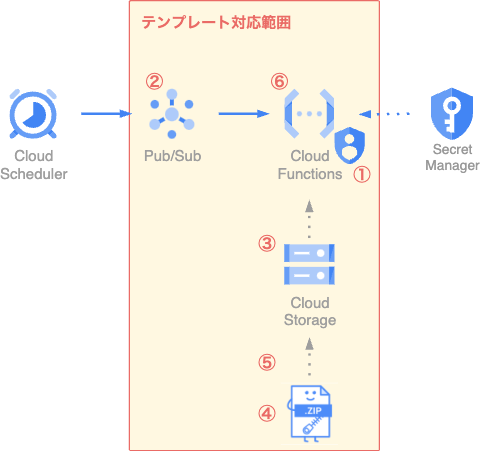 テンプレート対応範囲
②
⑥
Cloud
Scheduler
Pub/Sub
Cloud
Functions
①
Secret
Manager
③
Cloud
Storage
⑤
④
.ZIP